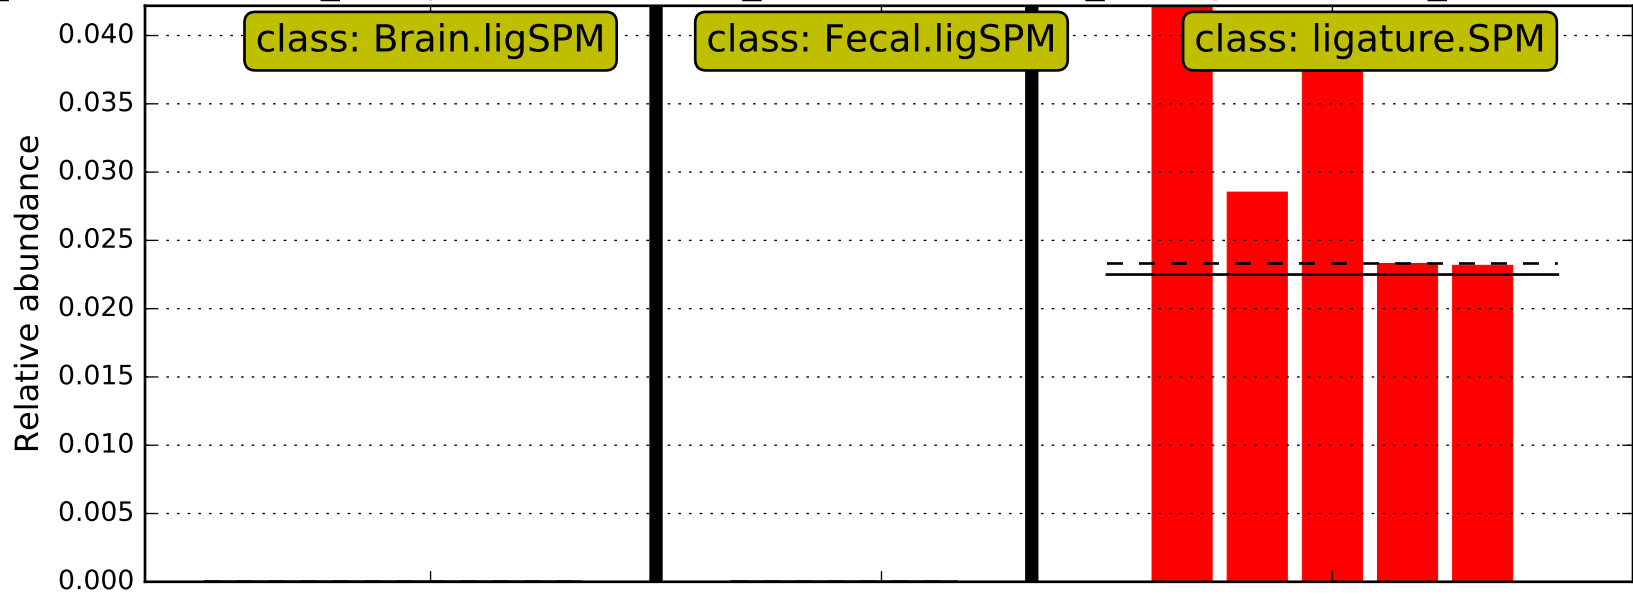 class: Brain.ligSPM
class: Fecal.ligSPM
class: ligature.SPM
Relative abundance
0.040
0.035
0.030
0.025
0.020
0.015
0.010
0.005
0.000